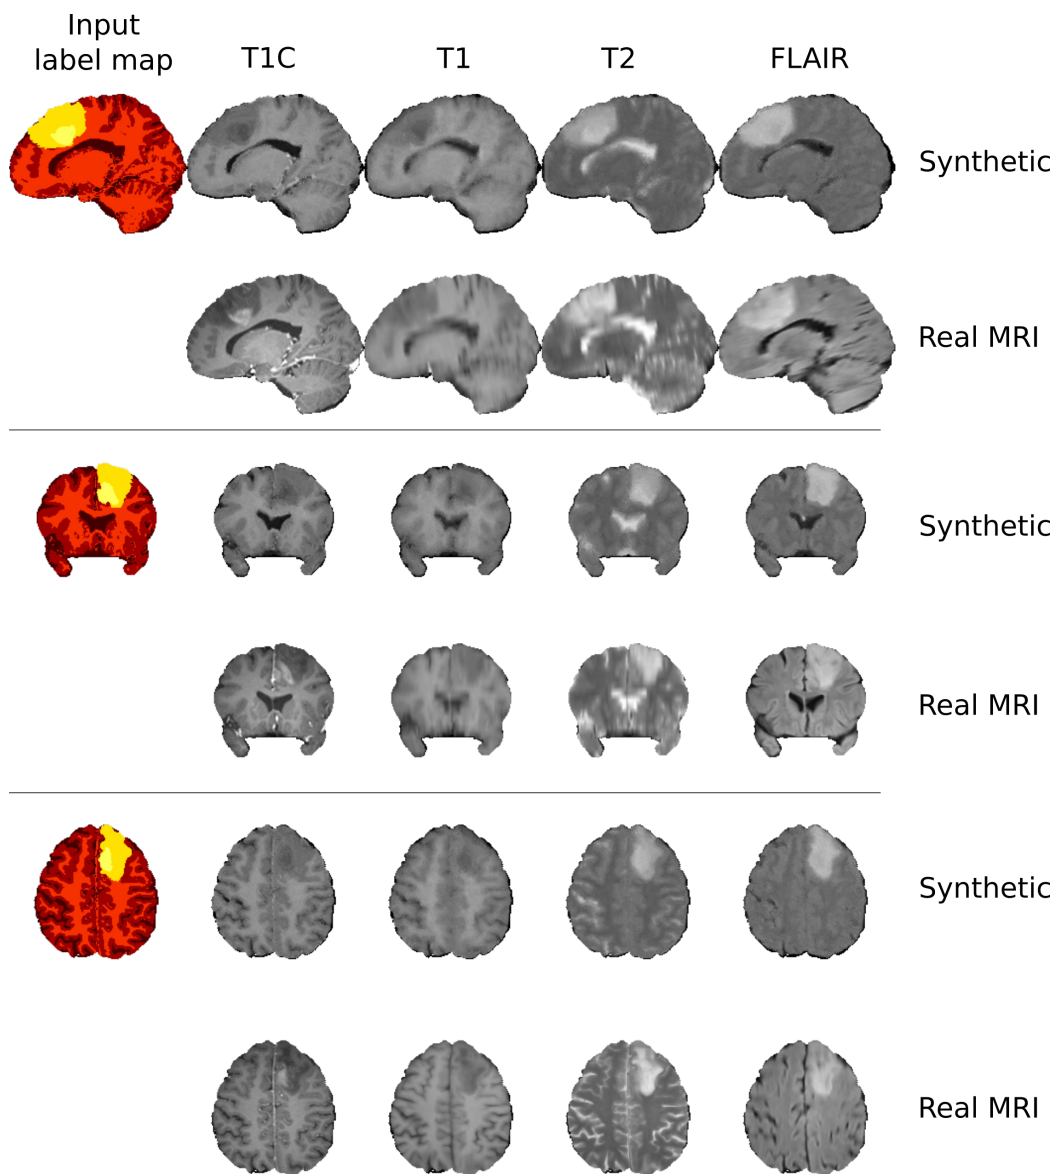 Input
label map
T1C
T1
T2
FLAIR
Synthetic
Real MRI
Synthetic
Real MRI
Synthetic
Real MRI